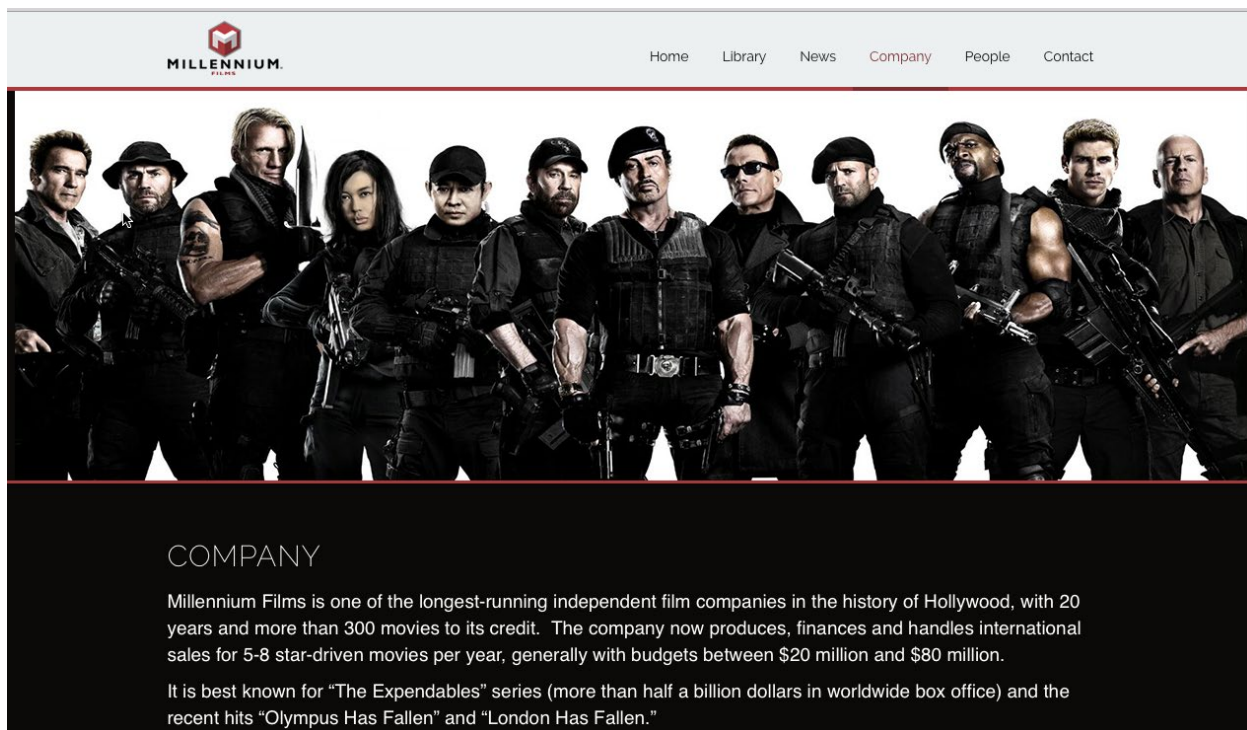 MILLENNIUM.
FILMS
Home Library News Company People Contact
COMPANY
Millennium Films is one of the longest-running independent film companies in the history of Hollywood, with 20
years and more than 300 movies to its credit.  The company now produces, finances and handles international
sales for 5-8 star-driven movies per year, generally with budgets between $20 million and $80 million.
It is best known for “The Expendables” series (more than half a billion dollars in worldwide box office) and the
recent hits “Olympus Has Fallen” and “London Has Fallen.”